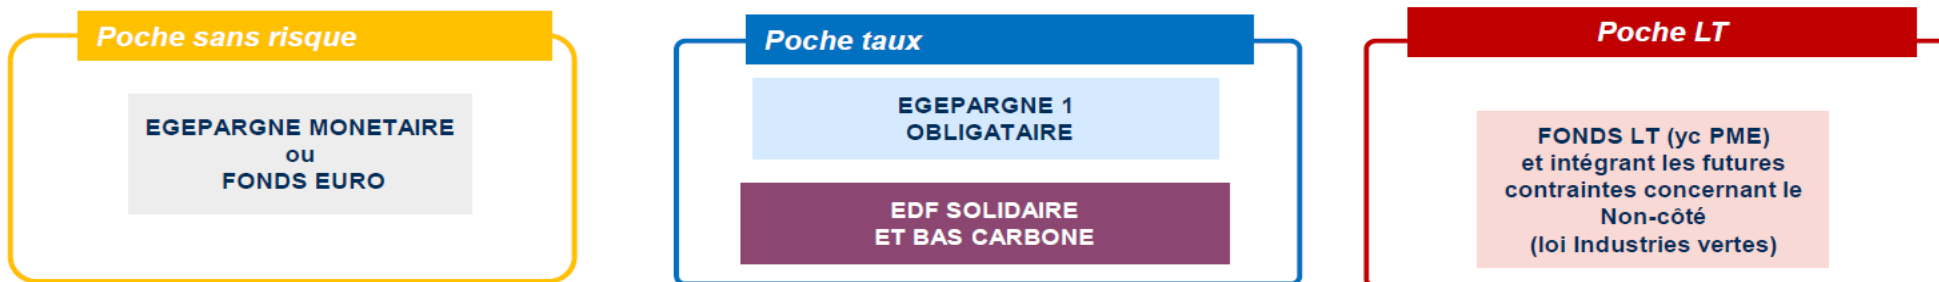 Poche sans risque
EGEPARGNE MONETAIRE
ou
FONDS EURO
Poche taux
EGEPARGNE 1
OBLIGATAIRE
EDF SOLIDAIRE
ET BAS CARBONE
Poche LT
FONDS LT (yc PME)
et intégrant les futures
contraintes concernant le
Non-côté
(loi Industries vertes)